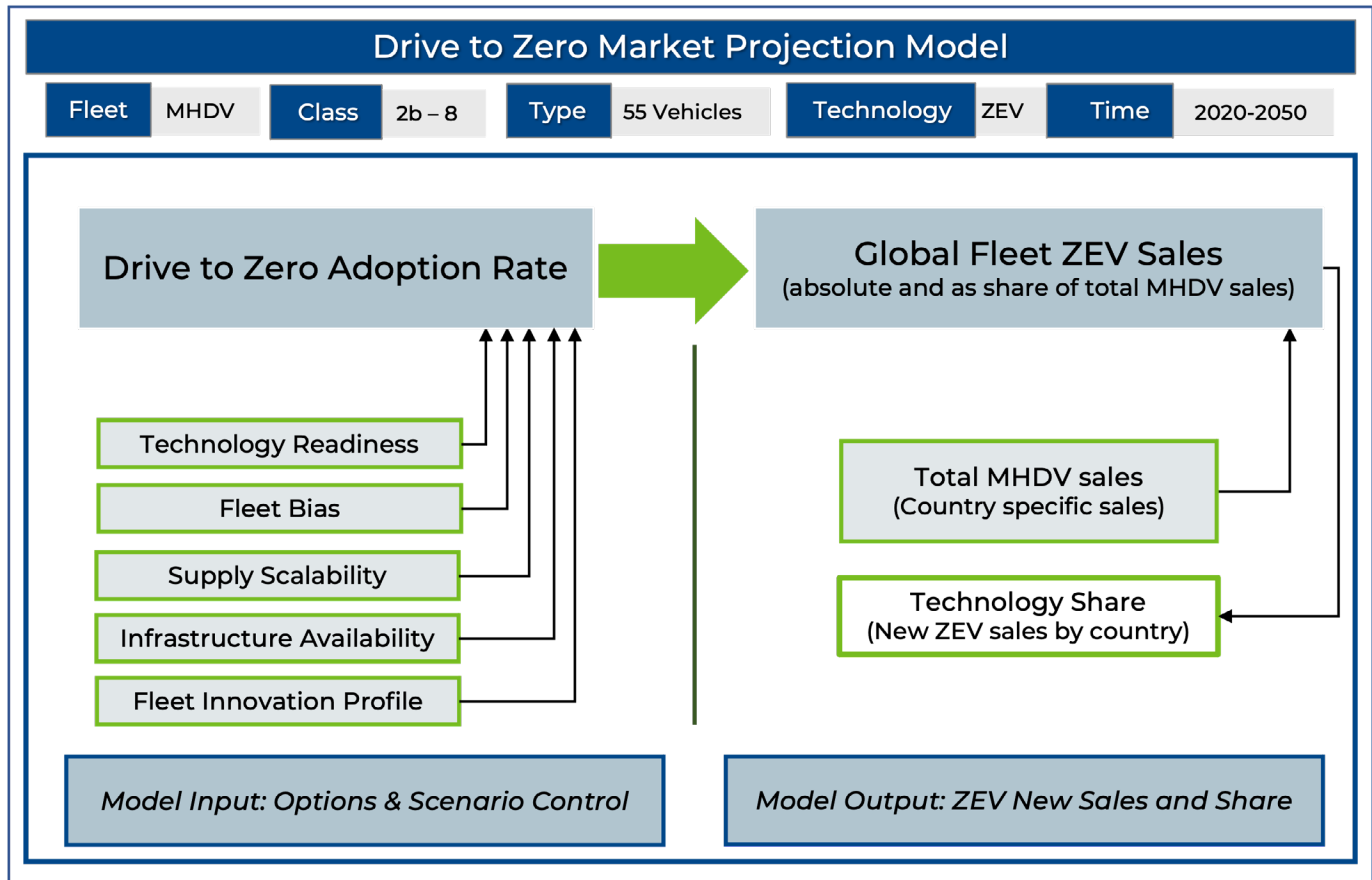 Drive to Zero Market Projection Model
Fleet MHDV Class 2b – 8 Type 55 Vehicles Technology ZEV Time 2020-2050
Drive to Zero Adoption Rate
Global Fleet ZEV Sales
(absolute and as share of total MHDV sales)
Technology Readiness
Fleet Bias
Supply Scalability
Infrastructure Availability
Fleet Innovation Profile
Total MHDV sales
(Country specific sales)
Technology Share
(New ZEV sales by country)
Model Input: Options & Scenario Control
Model Output: ZEV New Sales and Share